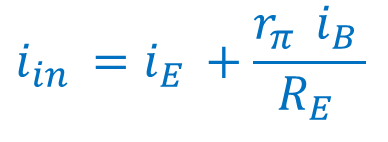 i_in = i_E + r_π i_B / R_E